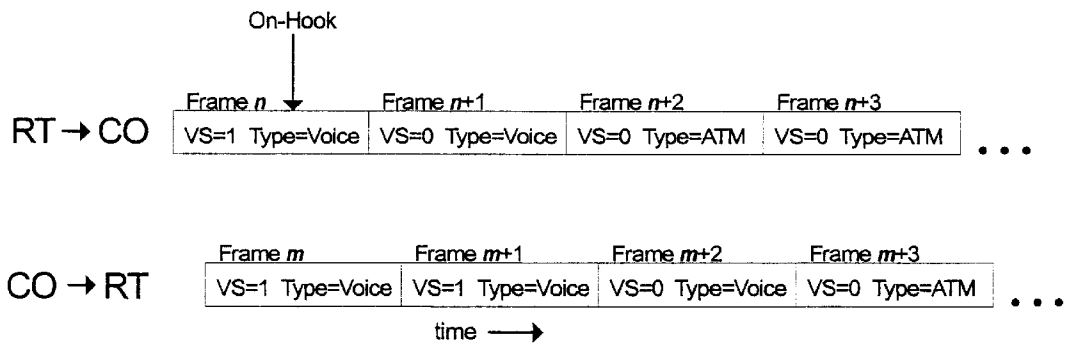 On-Hook
Frame n Frame n+1 Frame n+2 Frame n+3
RT → CO VS=1 Type=Voice VS=0 Type=Voice VS=0 Type=ATM VS=0 Type=ATM • • •
Frame m Frame m+1 Frame m+2 Frame m+3
CO → RT VS=1 Type=Voice VS=1 Type=Voice VS=0 Type=Voice VS=0 Type=ATM • • •
time →